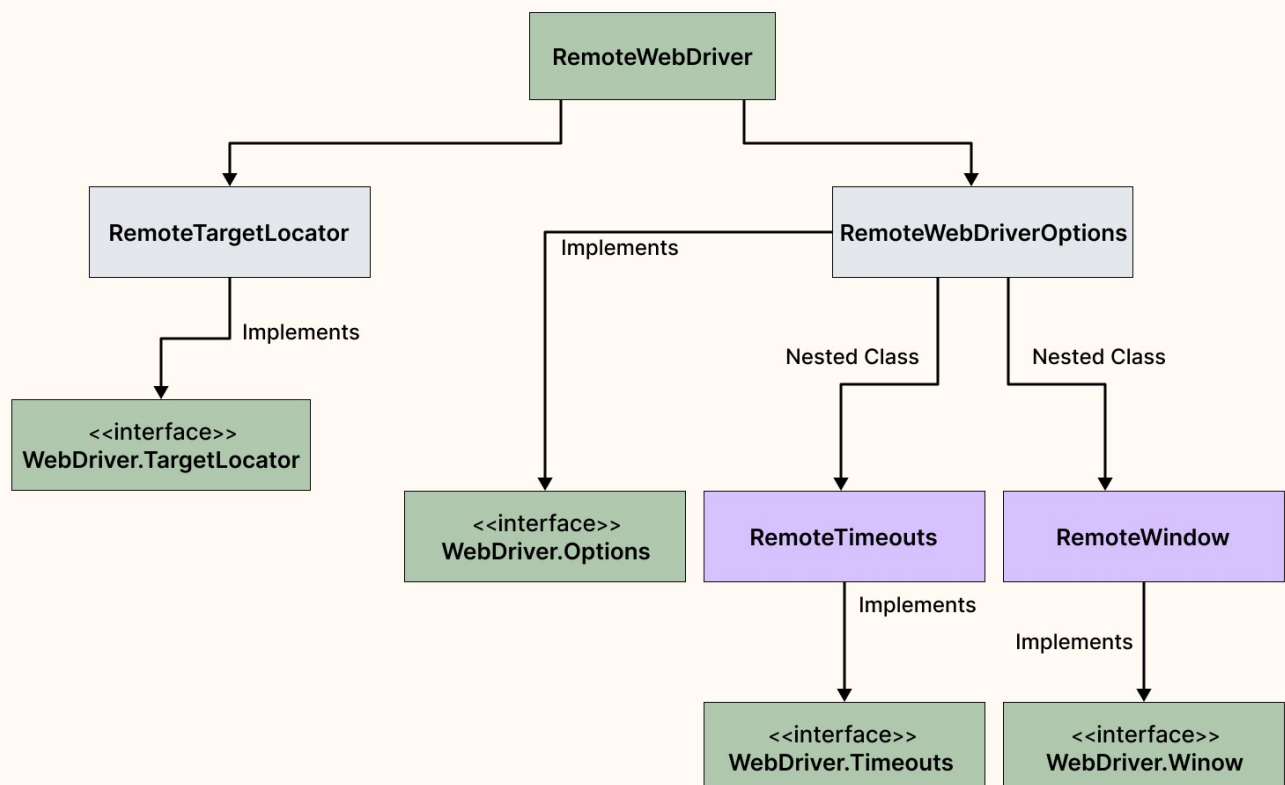 RemoteWebDriver
RemoteTargetLocator
RemoteWebDriverOptions
Implements
Implements
Nested Class
Nested Class
<<interface>>
WebDriver.TargetLocator
<<interface>>
WebDriver.Options
RemoteTimeouts
RemoteWindow
Implements
Implements
<<interface>>
WebDriver.Timeouts
<<interface>>
WebDriver.Winow